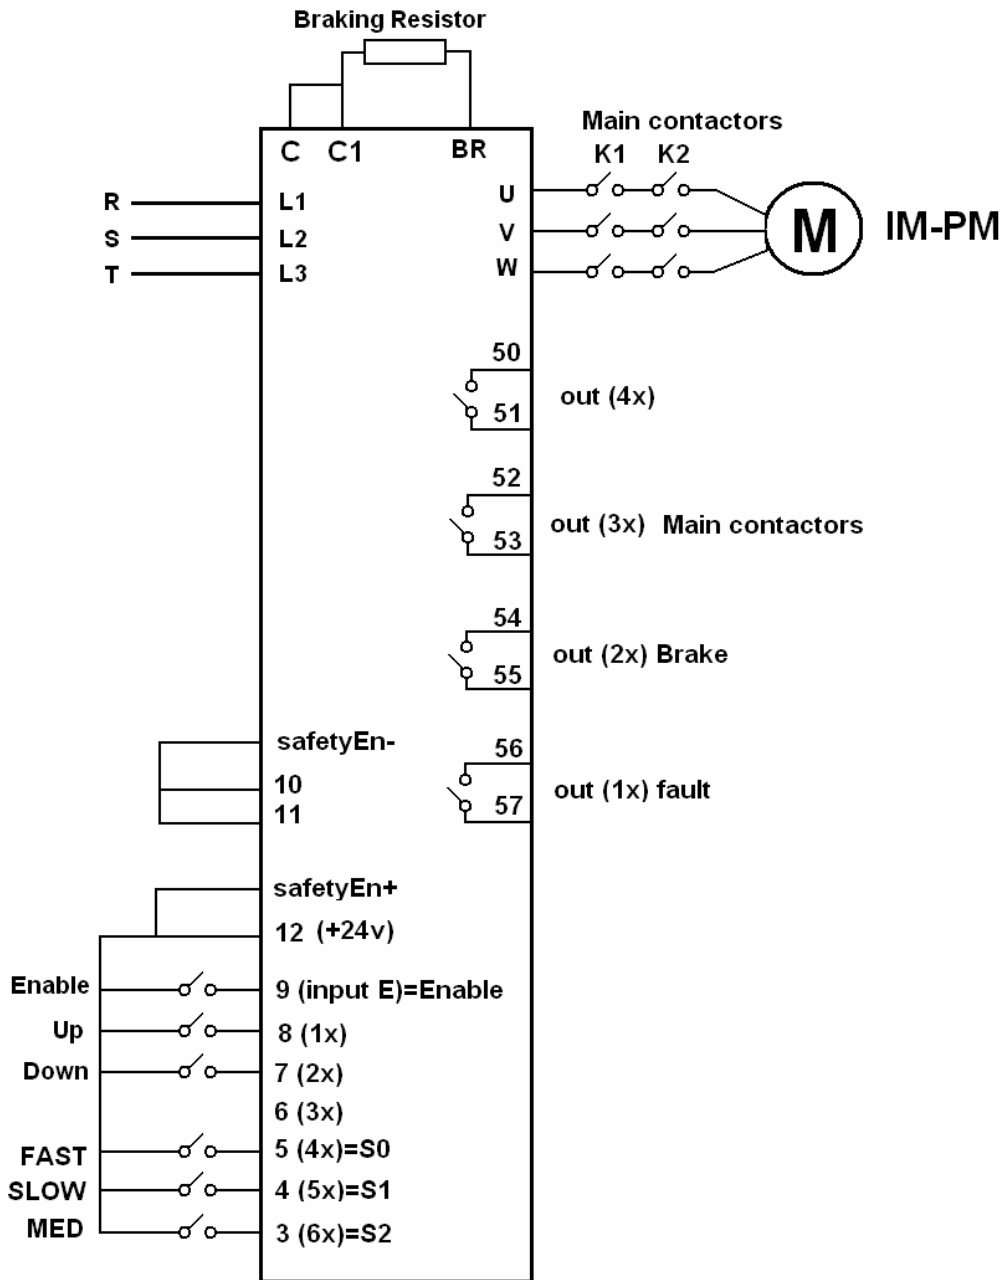 Braking Resistor
Main contactors
K1 K2
C C1 BR
R L1 U
S L2 V M IM-PM
T L3 W
50
out (4x)
51
52
out (3x) Main contactors
53
54
out (2x) Brake
55
safetyEn-
56
10
out (1x) fault
57
11
safetyEn+
12 (+24v)
Enable 9 (input E)=Enable
Up 8 (1x)
Down 7 (2x)
6 (3x)
FAST 5 (4x)=S0
SLOW 4 (5x)=S1
MED 3 (6x)=S2